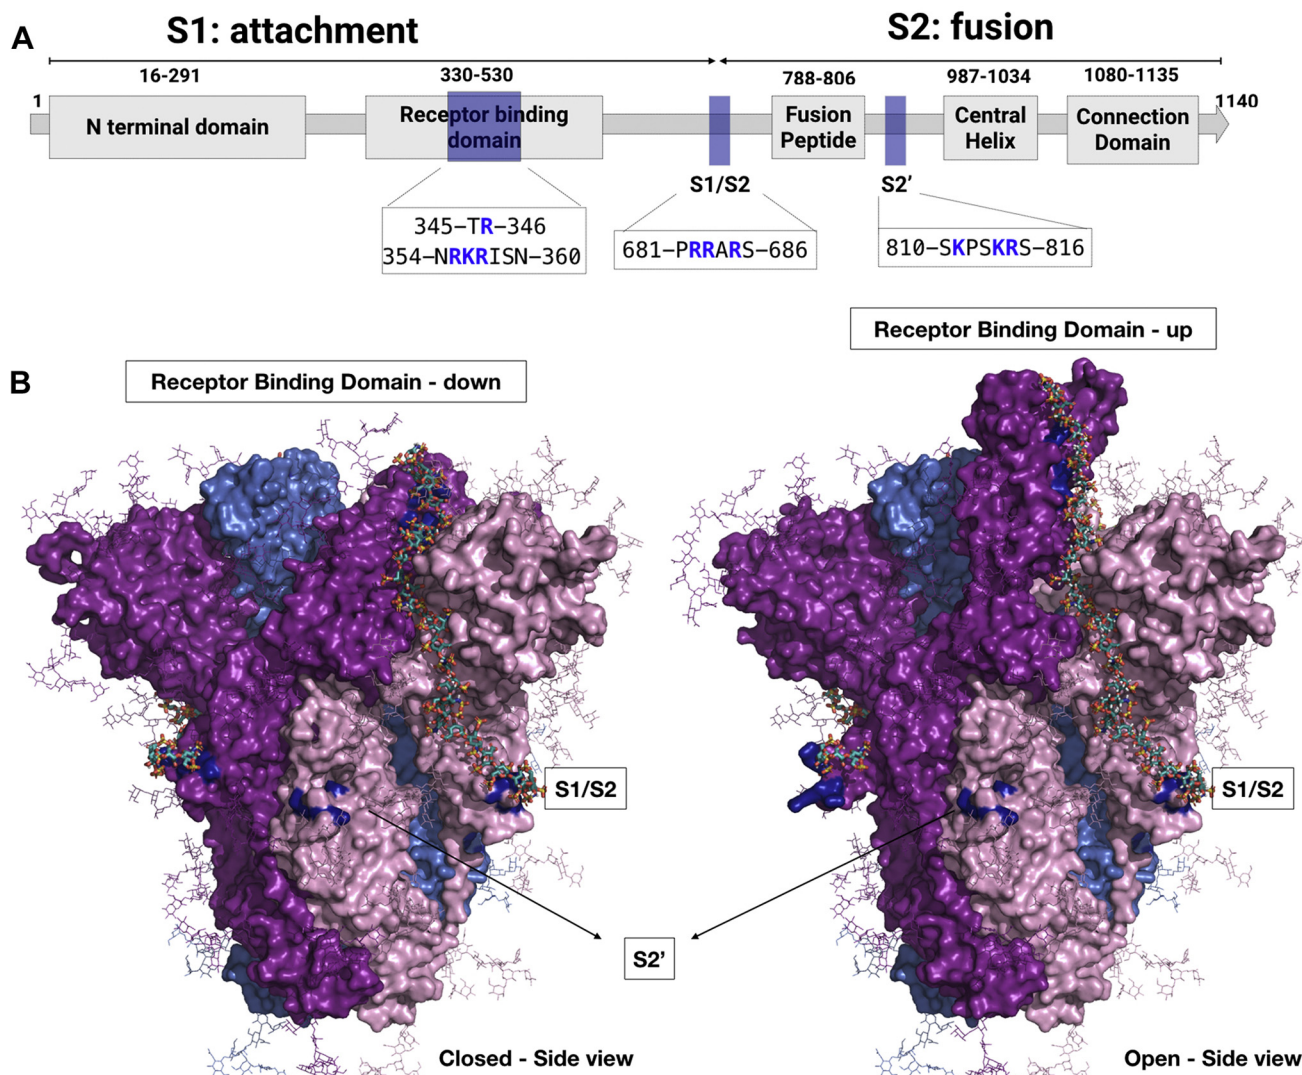 A
S1: attachment
S2: fusion
16-291
330-530
788-806
987-1034
1080-1135
1
1140
N terminal domain
Receptor binding
domain
Fusion
Peptide
Central
Helix
Connection
Domain
S1/S2
S2’
345–TR–346
354–NRKRISN–360
681–PRRARS–686
810–SKPSKRS–816
B
Receptor Binding Domain - down
Receptor Binding Domain - up
S1/S2
S1/S2
S2’
Closed - Side view
Open - Side view